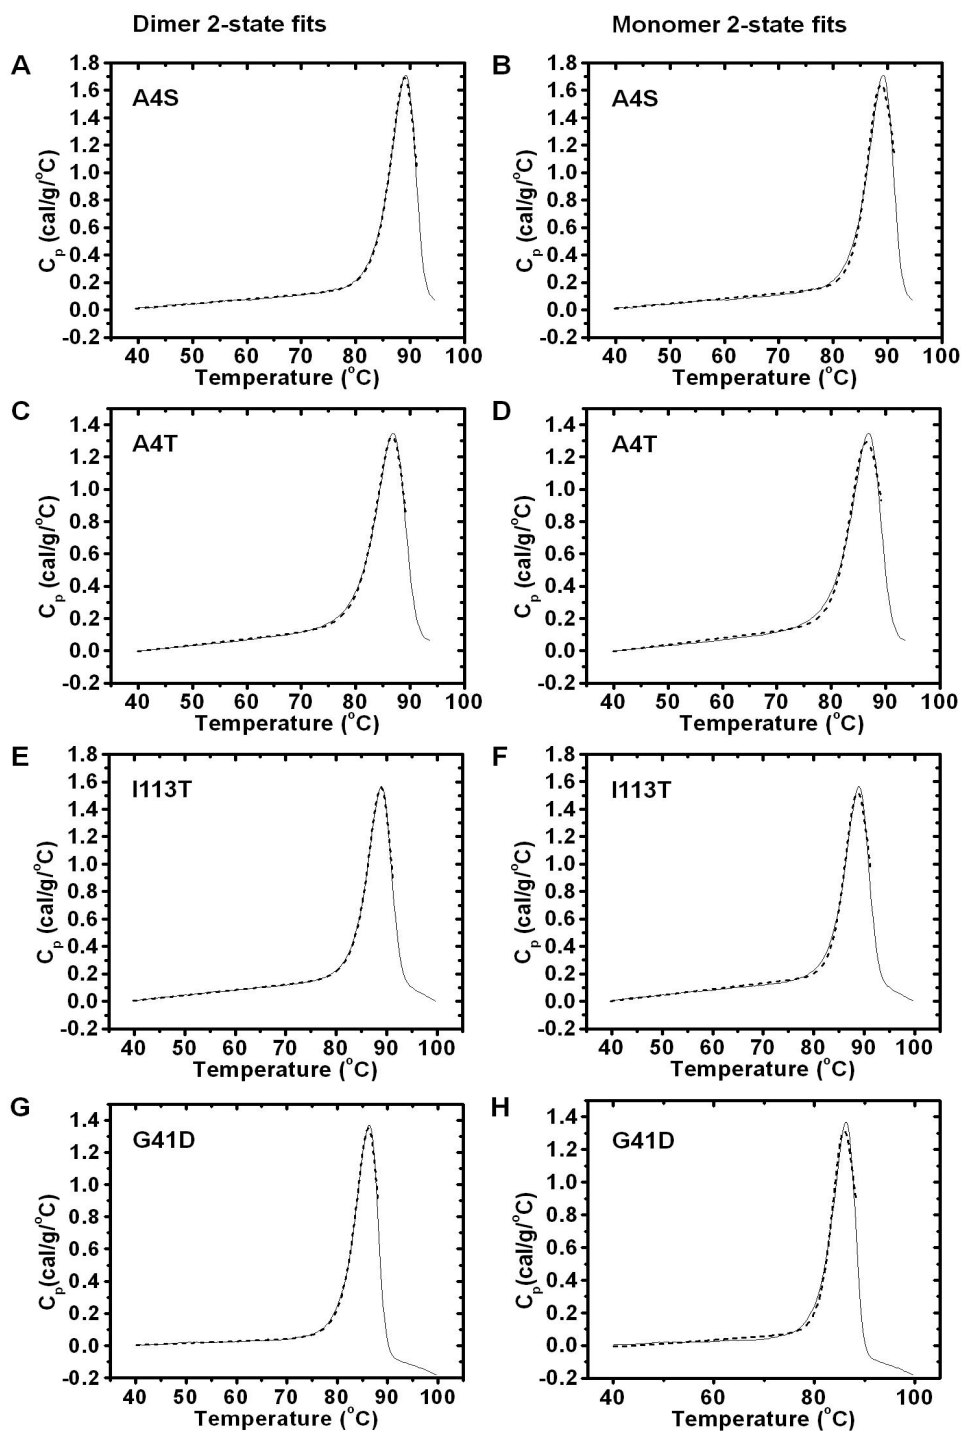 Dimer 2-state fits
Monomer 2-state fits
A
B
A4S
A4S
1.8
1.6
1.4
1.2
1.0
0.8
0.6
0.4
0.2
0.0
-0.2
Cp (cal/g/°C)
40 50 60 70 80 90 100
Temperature (°C)
1.8
1.6
1.4
1.2
1.0
0.8
0.6
0.4
0.2
0.0
-0.2
Cp (cal/g/°C)
40 50 60 70 80 90 100
Temperature (°C)
C
D
A4T
A4T
1.4
1.2
1.0
0.8
0.6
0.4
0.2
0.0
-0.2
Cp (cal/g/°C)
40 50 60 70 80 90 100
Temperature (°C)
1.4
1.2
1.0
0.8
0.6
0.4
0.2
0.0
-0.2
Cp (cal/g/°C)
40 50 60 70 80 90 100
Temperature (°C)
E
F
I113T
I113T
1.8
1.6
1.4
1.2
1.0
0.8
0.6
0.4
0.2
0.0
-0.2
Cp (cal/g/°C)
40 50 60 70 80 90 100
Temperature (°C)
1.8
1.6
1.4
1.2
1.0
0.8
0.6
0.4
0.2
0.0
-0.2
Cp (cal/g/°C)
40 50 60 70 80 90 100
Temperature (°C)
G
H
G41D
G41D
1.4
1.2
1.0
0.8
0.6
0.4
0.2
0.0
-0.2
Cp(cal/g/°C)
40 50 60 70 80 90 100
Temperature (°C)
1.4
1.2
1.0
0.8
0.6
0.4
0.2
0.0
-0.2
Cp(cal/g/°C)
40 60 80 100
Temperature (°C)